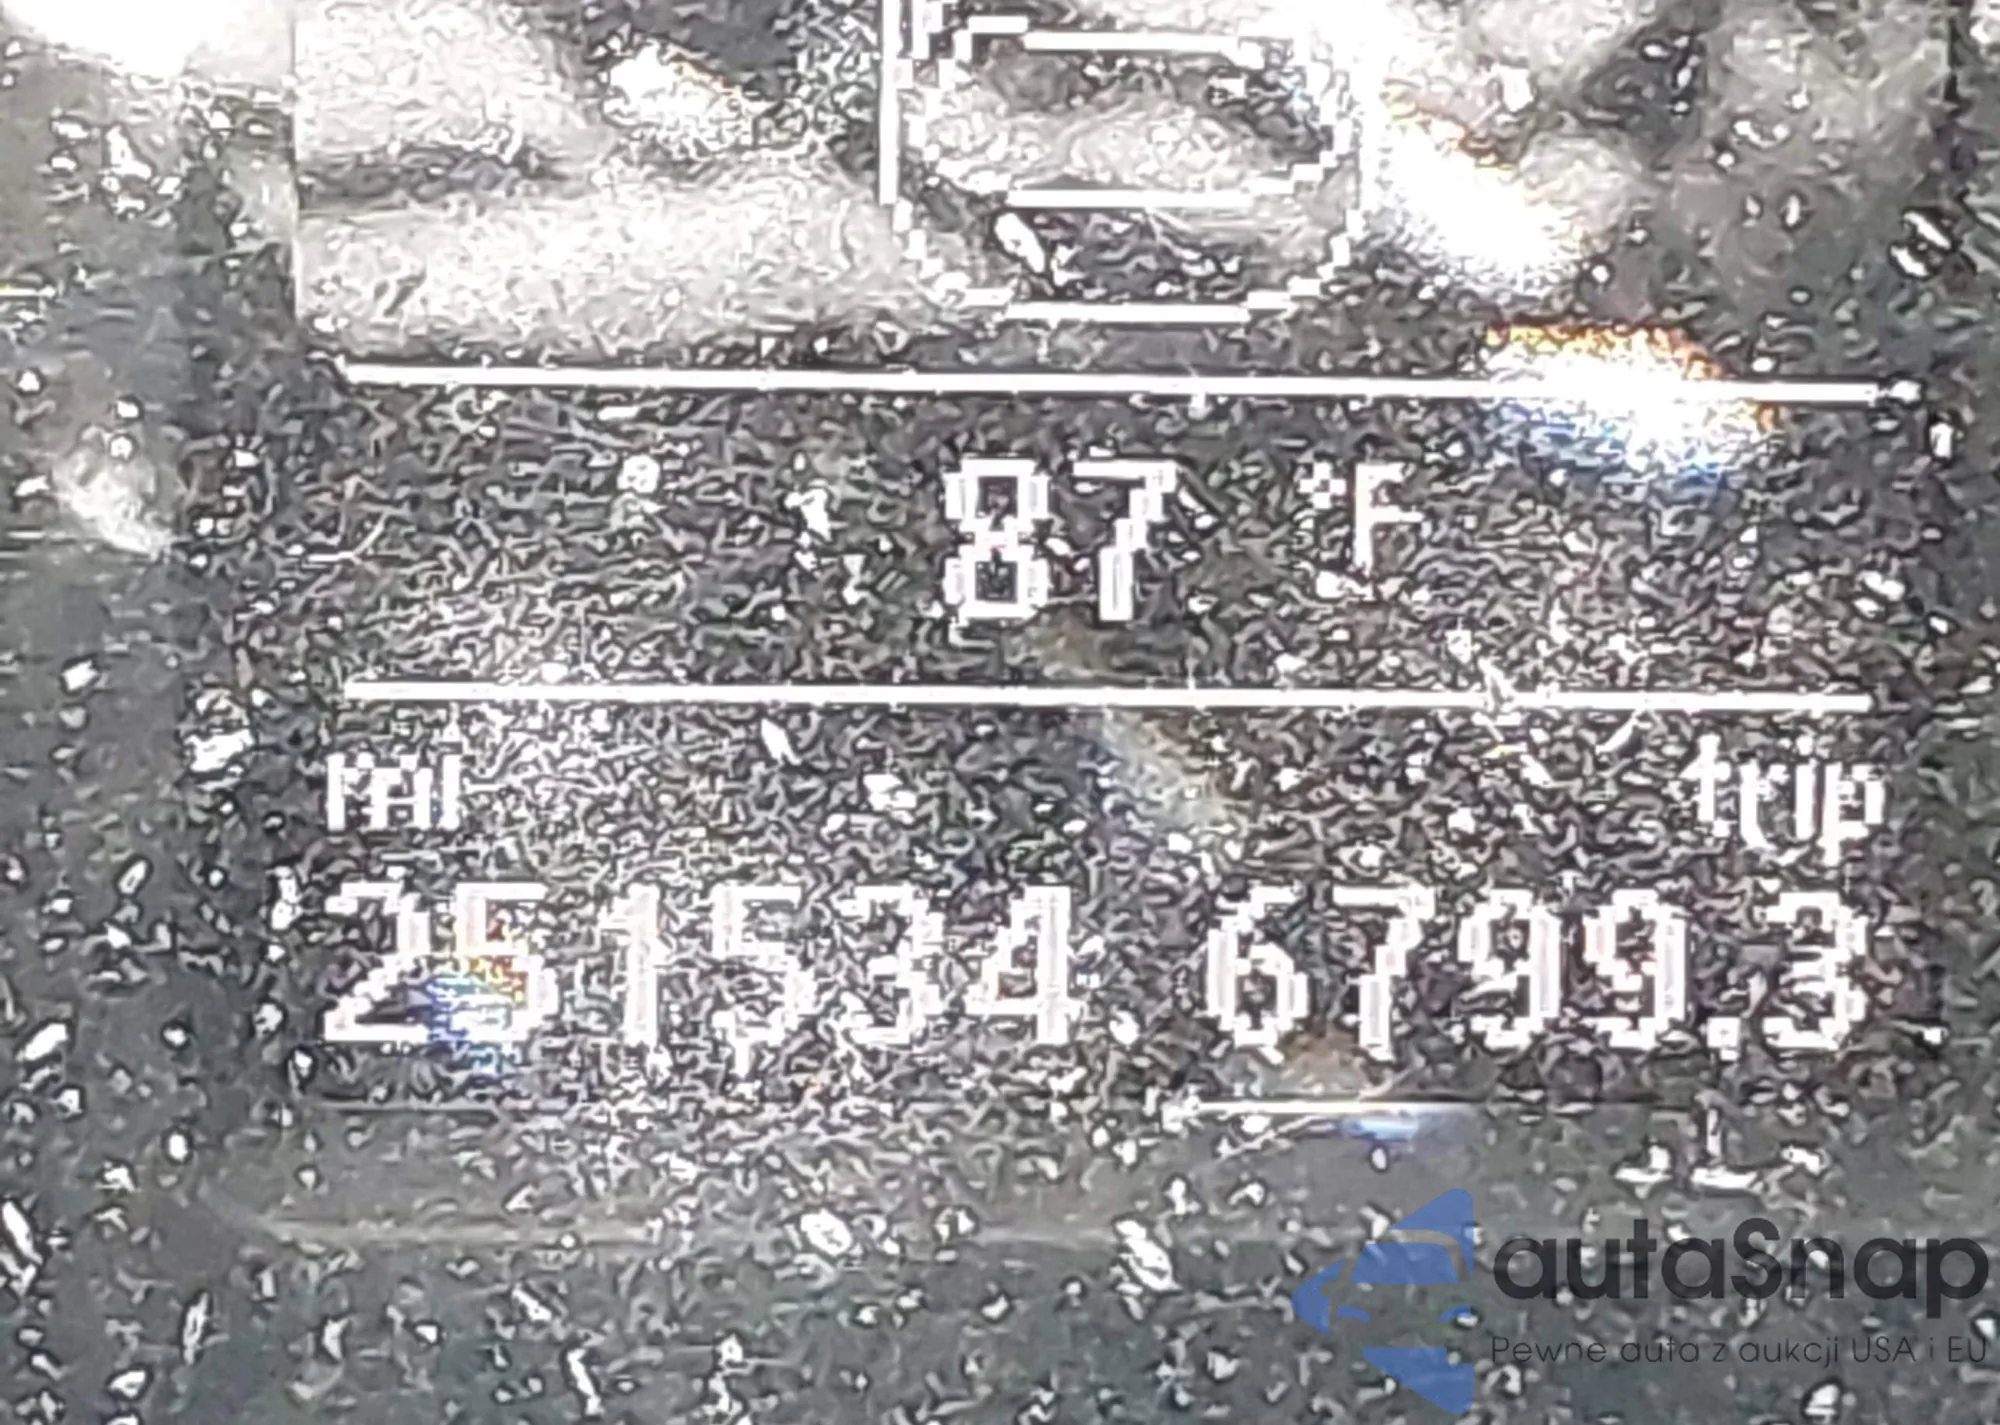 87 °F
mi trip
251534 6799.3
autaSnap
Pewne auta z aukcji USA i EU